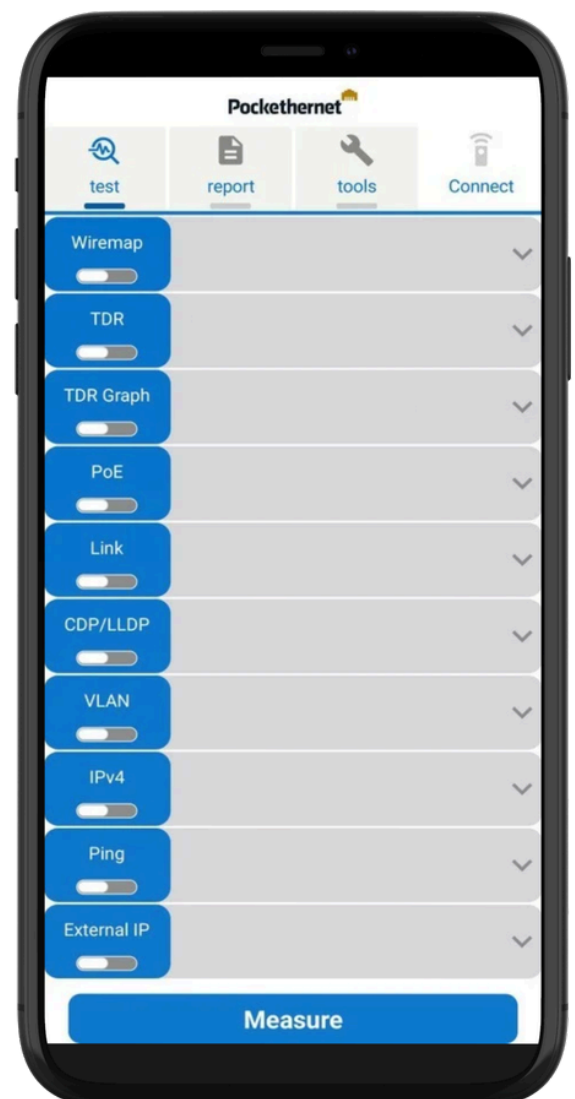 Pockethernet
test report tools Connect
Wiremap
TDR
TDR Graph
PoE
Link
CDP/LLDP
VLAN
IPv4
Ping
External IP
Measure